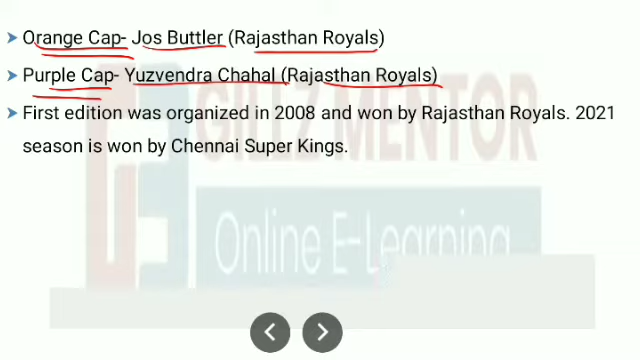 Orange Cap- Jos Buttler (Rajasthan Royals)
Purple Cap- Yuzvendra Chahal (Rajasthan Royals)
First edition was organized in 2008 and won by Rajasthan Royals. 2021
season is won by Chennai Super Kings.
GILLZ MENTOR
Online E-Learning